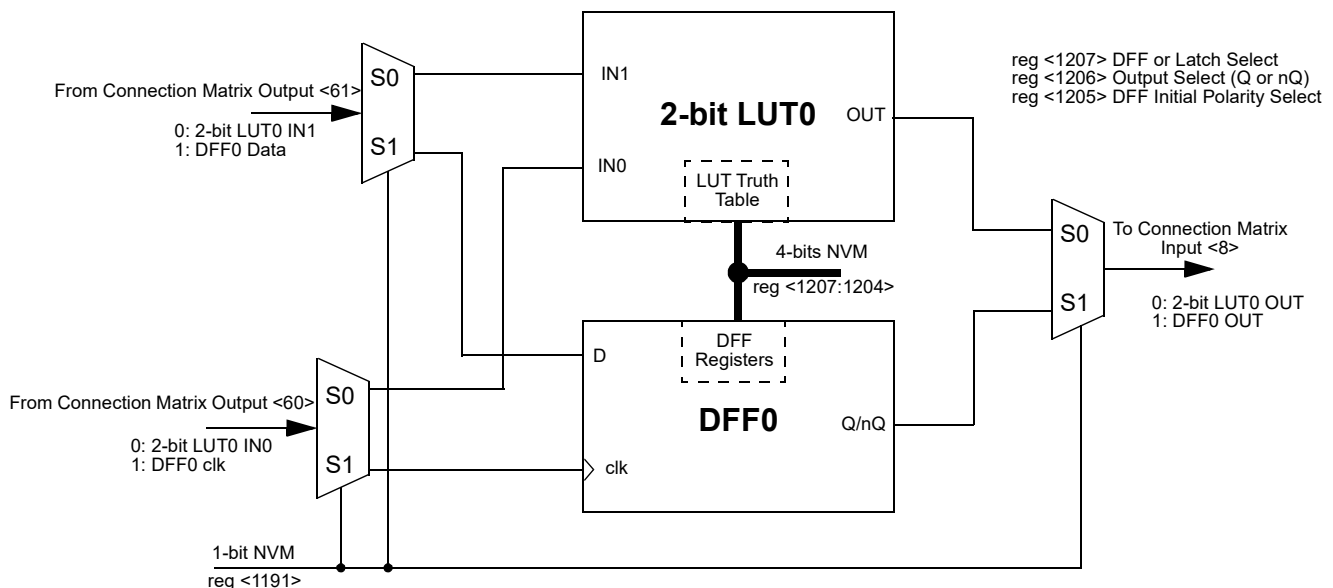 From Connection Matrix Output <61>
0: 2-bit LUT0 IN1
1: DFF0 Data
S0
S1
IN1
IN0
2-bit LUT0
OUT
LUT Truth
Table
reg <1207> DFF or Latch Select
reg <1206> Output Select (Q or nQ)
reg <1205> DFF Initial Polarity Select
4-bits NVM
reg <1207:1204>
S0
S1
To Connection Matrix
Input <8>
0: 2-bit LUT0 OUT
1: DFF0 OUT
From Connection Matrix Output <60>
0: 2-bit LUT0 IN0
1: DFF0 clk
S0
S1
D
clk
DFF
Registers
DFF0
Q/nQ
1-bit NVM
reg <1191>